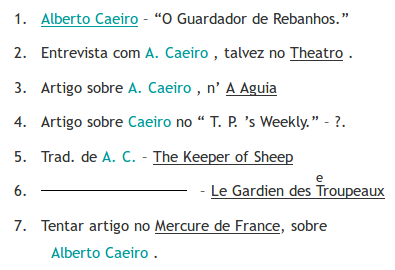 1. Alberto Caeiro - “O Guardador de Rebanhos.”
2. Entrevista com A. Caeiro , talvez no Theatro .
3. Artigo sobre A. Caeiro , n’ A Aguia
4. Artigo sobre Caeiro no “ T. P. ’s Weekly.” - ?.
5. Trad. de A. C. - The Keeper of Sheep
e
6. ——————— - Le Gardien des Troupeaux
7. Tentar artigo no Mercure de France, sobre
Alberto Caeiro .